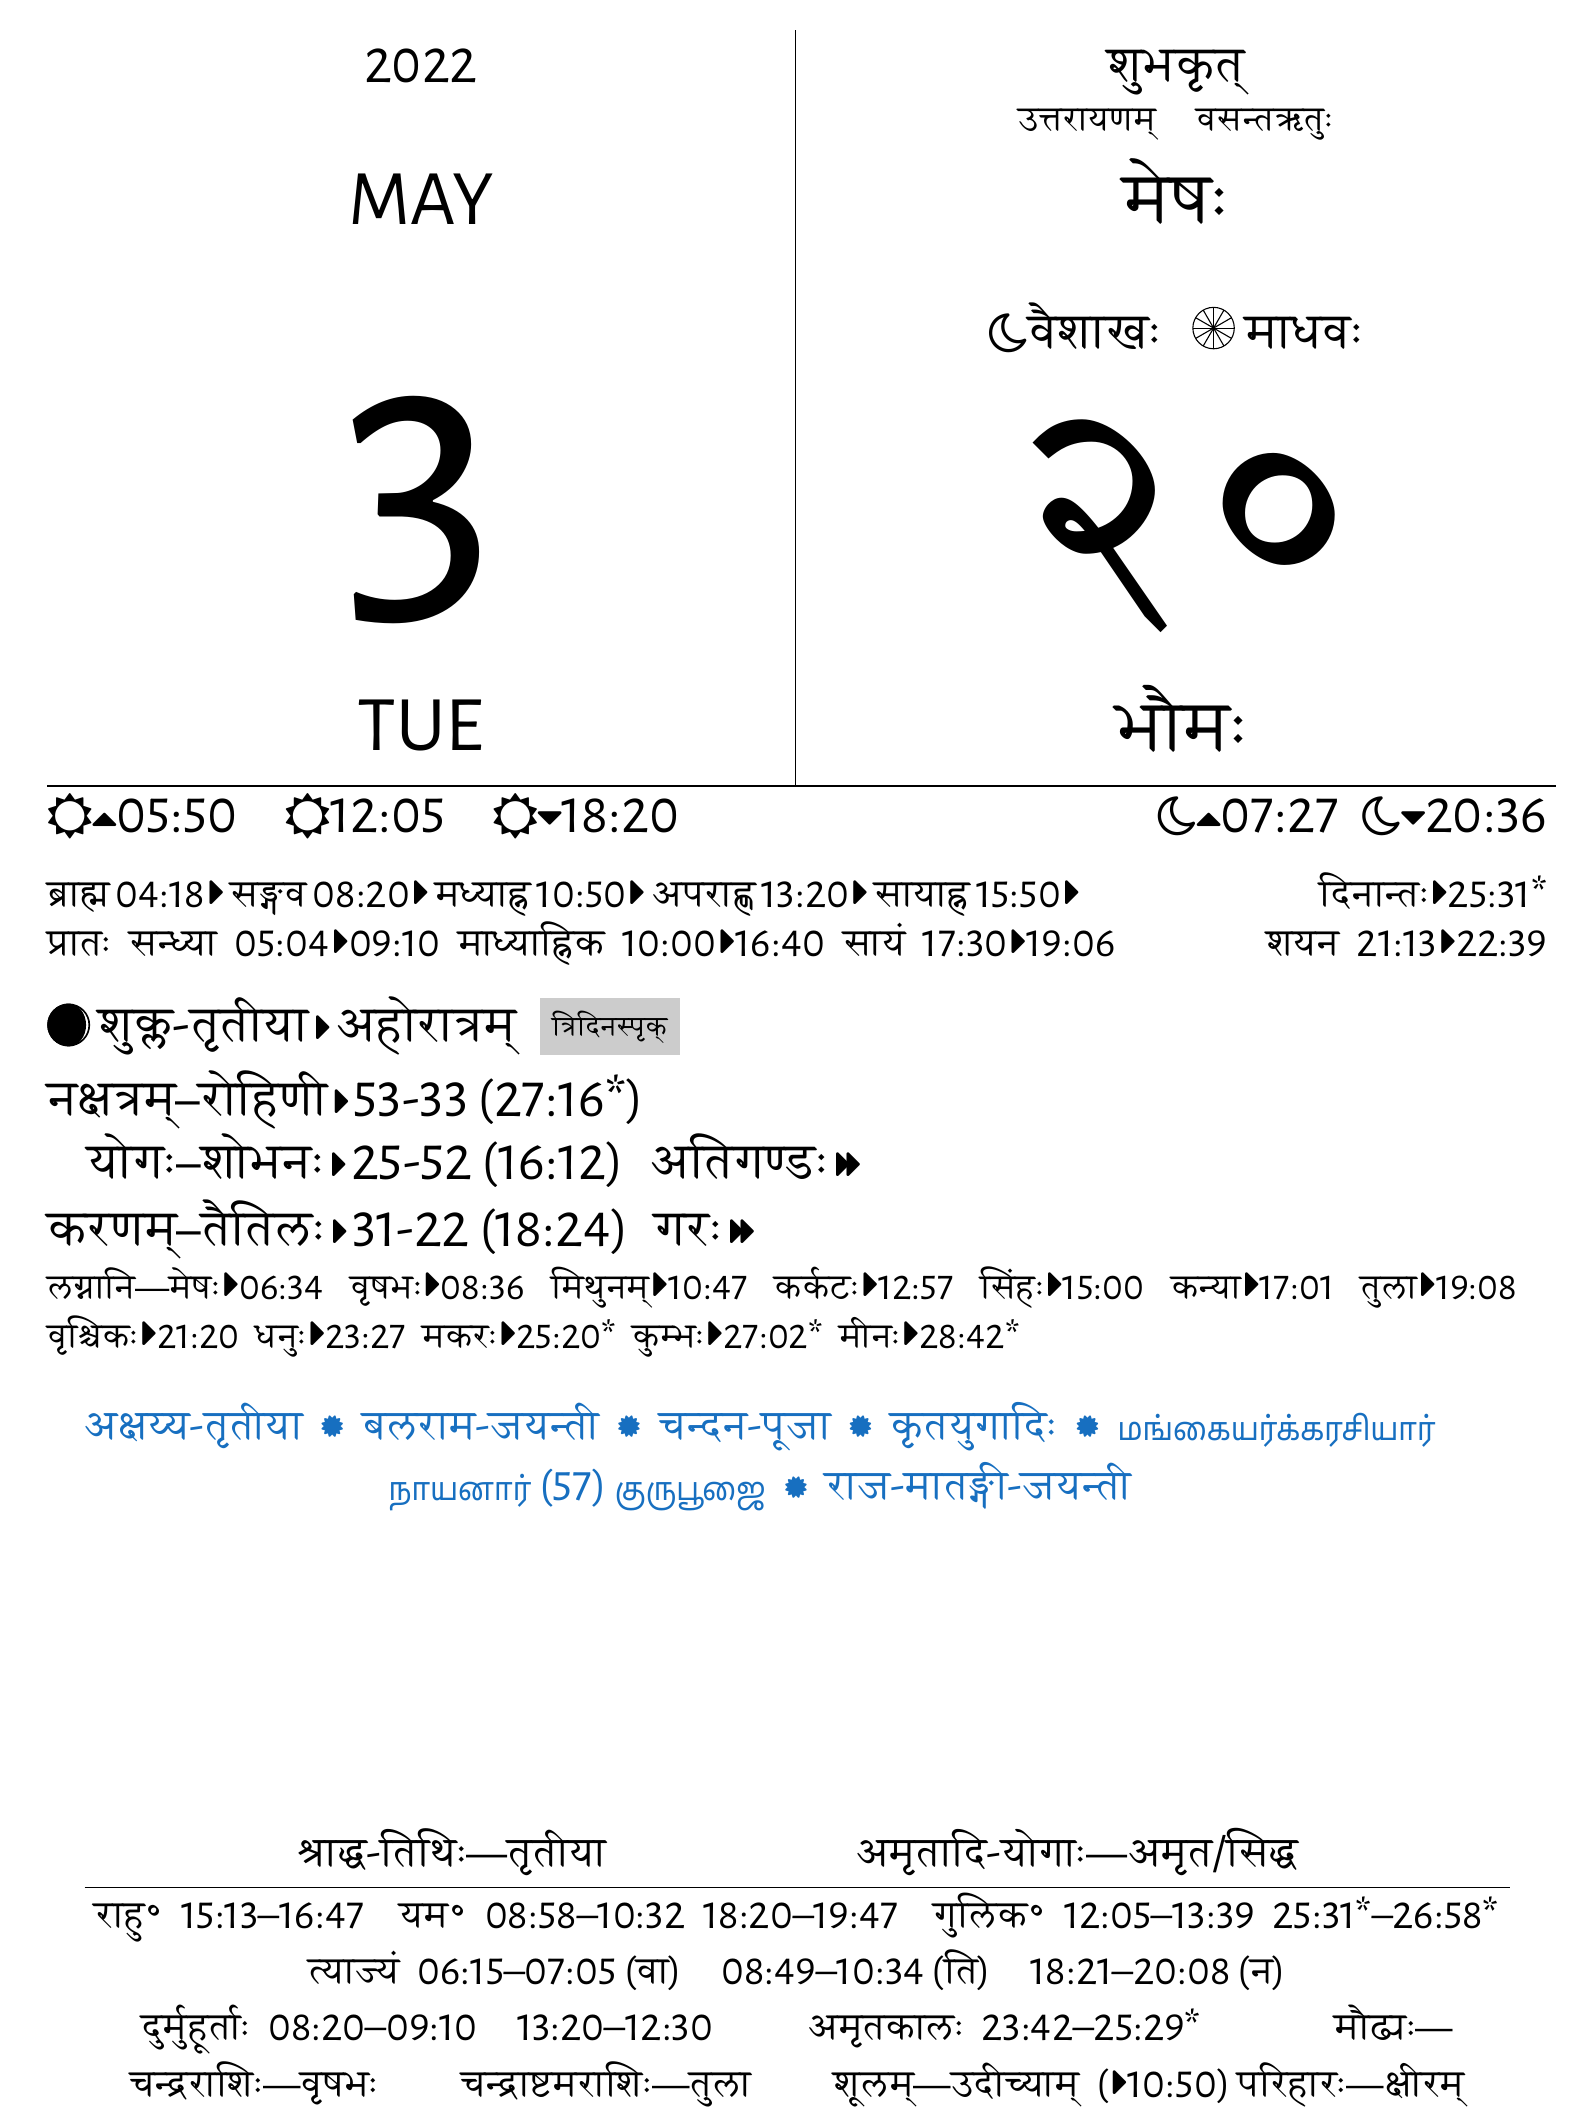 2022
MAY
3
TUE
शुभकृत्
उत्तरायणम् वसन्तऋतुः
मेषः
वैशाखः माधवः
२०
भौमः
05:50 12:05 18:20 07:27 20:36
ब्राह्म 04:18 सङ्गव 08:20 मध्याह्न 10:50 अपराह्ण 13:20 सायाह्न 15:50 दिनान्तः 25:31*
प्रातः सन्ध्या 05:04 09:10 माध्याह्निक 10:00 16:40 सायं 17:30 19:06 शयन 21:13 22:39
शुक्ल-तृतीया अहोरात्रम् त्रिदिनस्पृक्
नक्षत्रम्–रोहिणी 53-33 (27:16*)
योगः–शोभनः 25-52 (16:12) अतिगण्डः
करणम्–तैतिलः 31-22 (18:24) गरः
लग्नानि—मेषः 06:34 वृषभः 08:36 मिथुनम् 10:47 कर्कटः 12:57 सिंहः 15:00 कन्या 17:01 तुला 19:08
वृश्चिकः 21:20 धनुः 23:27 मकरः 25:20* कुम्भः 27:02* मीनः 28:42*
अक्षय्य-तृतीया बलराम-जयन्ती चन्दन-पूजा कृतयुगादिः மங்கையர்க்கரசியார்
நாயனார் (57) குருபூஜை राज-मातङ्गी-जयन्ती
श्राद्ध-तिथिः—तृतीया अमृतादि-योगाः—अमृत/सिद्ध
राहु॰ 15:13–16:47 यम॰ 08:58–10:32 18:20–19:47 गुलिक॰ 12:05–13:39 25:31*–26:58*
त्याज्यं 06:15–07:05 (वा) 08:49–10:34 (ति) 18:21–20:08 (न)
दुर्मुहूर्ताः 08:20–09:10 13:20–12:30 अमृतकालः 23:42–25:29* मौढ्यः—
चन्द्रराशिः—वृषभः चन्द्राष्टमराशिः—तुला शूलम्—उदीच्याम् (10:50) परिहारः—क्षीरम्